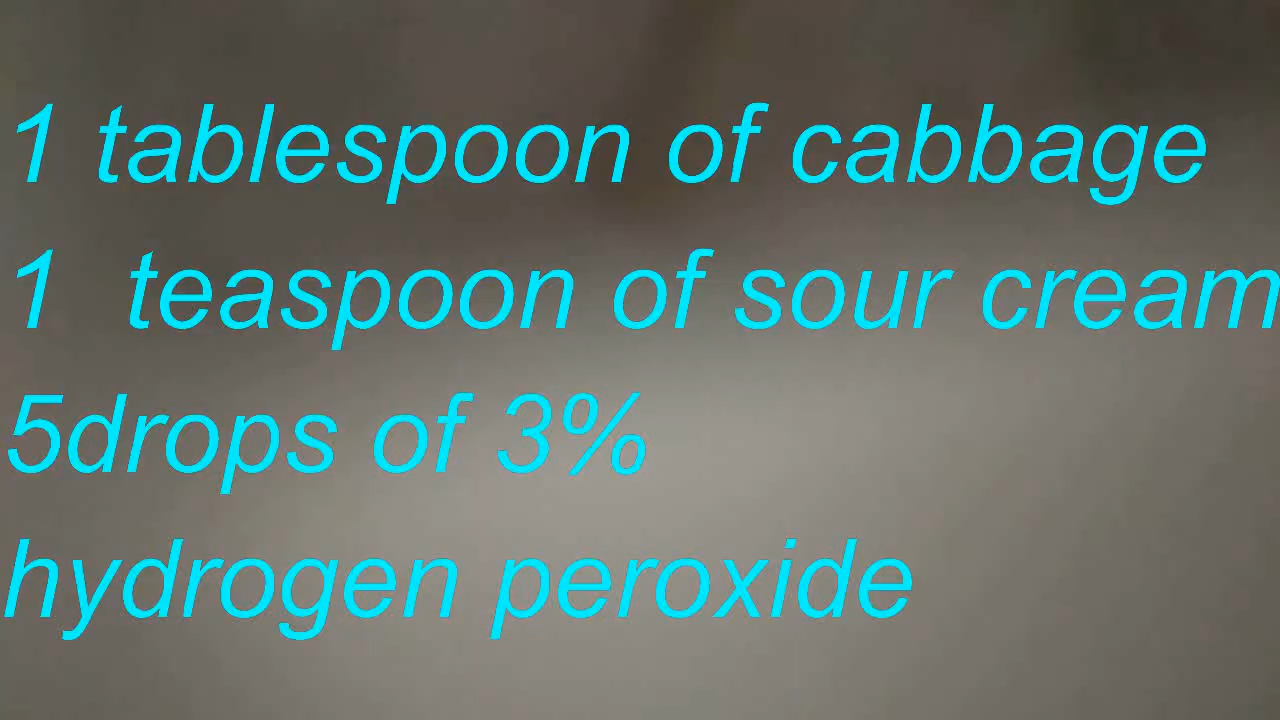 1 tablespoon of cabbage
1 teaspoon of sour cream
5drops of 3%
hydrogen peroxide